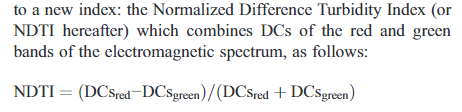 to a new index: the Normalized Difference Turbidity Index (or
NDTI hereafter) which combines DCs of the red and green
bands of the electromagnetic spectrum, as follows:
NDTI = (DCsred−DCsgreen)/(DCsred + DCsgreen)